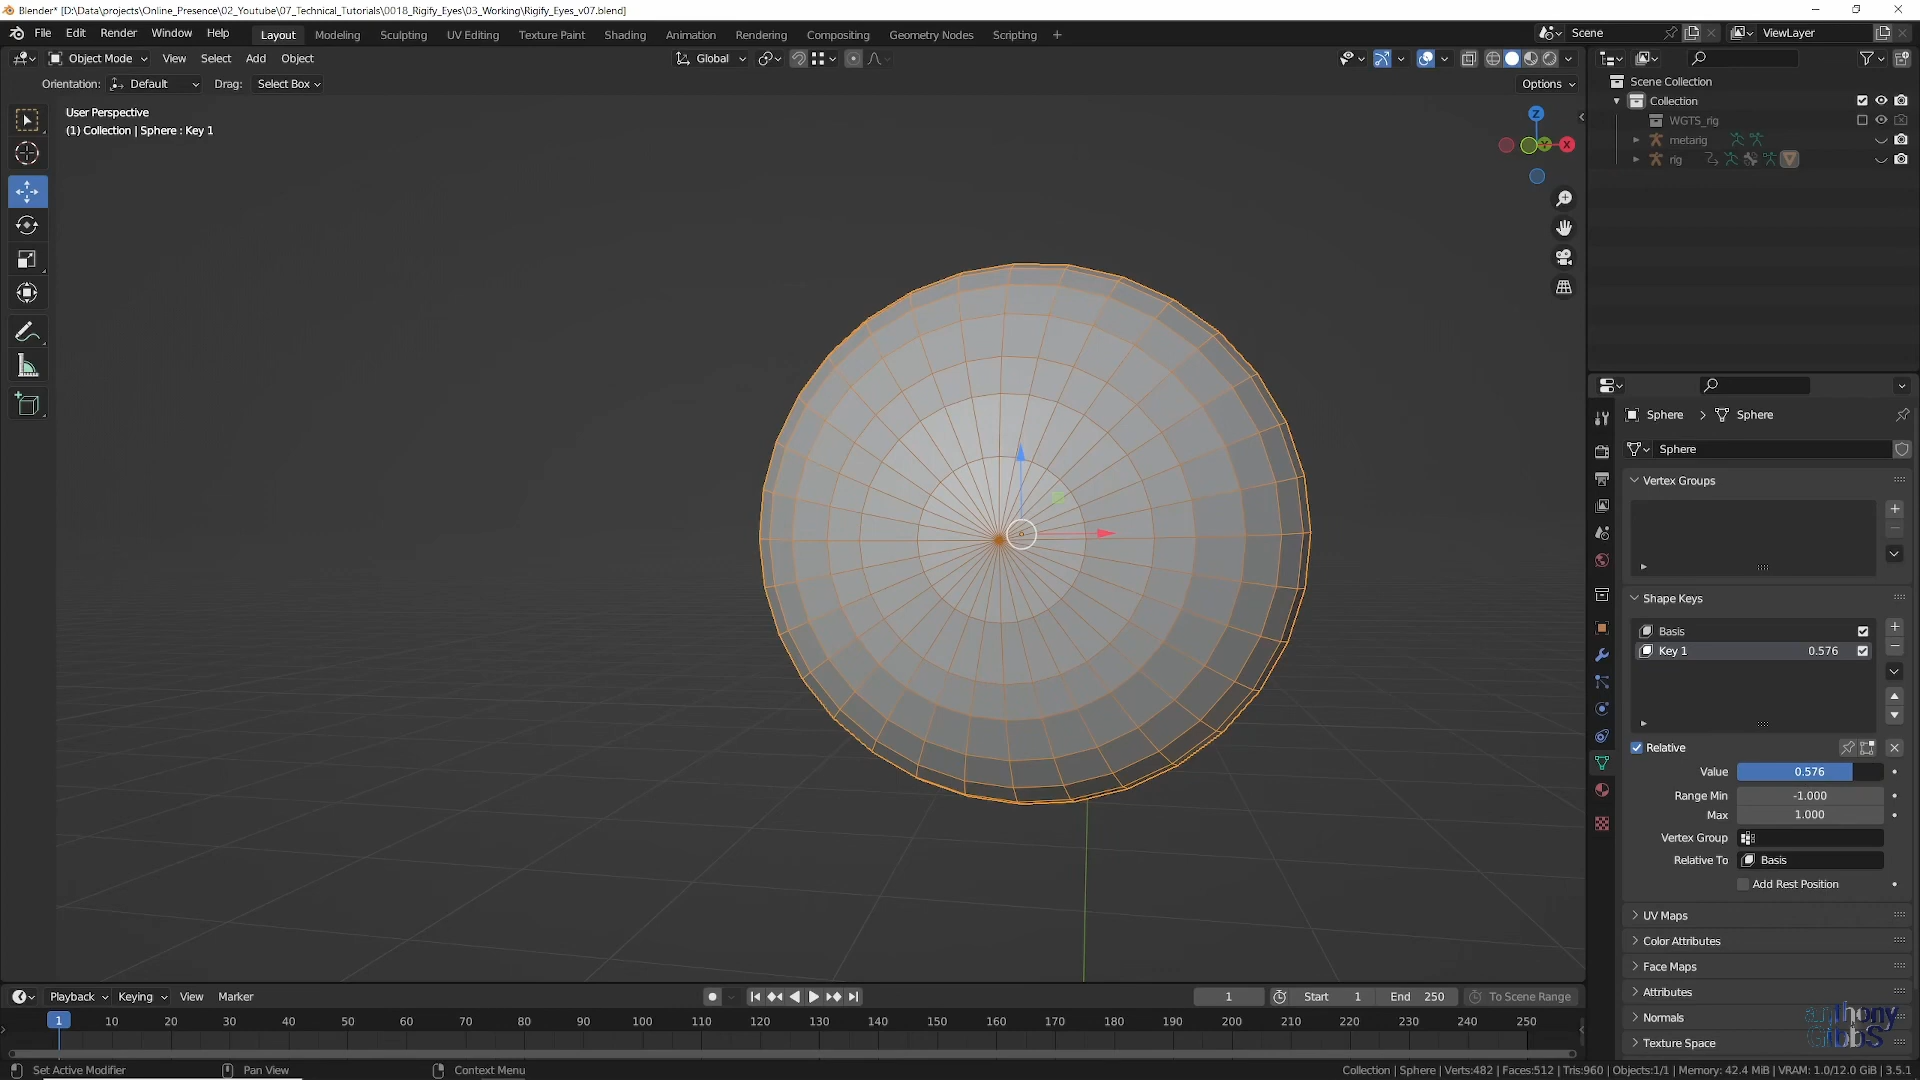 Blender* [D:\Data\projects\Online_Presence\02_Youtube\07_Technical_Tutorials\0018_Rigify_Eyes\03_Working\Rigify_Eyes_v07.blend]
File Edit Render Window Help Layout Modeling Sculpting UV Editing Texture Paint Shading Animation Rendering Compositing Geometry Nodes Scripting + Scene ViewLayer
Object Mode View Select Add Object Global
Orientation: Default Drag: Select Box Options
User Perspective
(1) Collection | Sphere : Key 1
Z
Y
X
Scene Collection
Collection
WGTS_rig
metarig
rig
Sphere > Sphere
Sphere
Vertex Groups
Shape Keys
Basis
Key 1 0.576
Relative
Value 0.576
Range Min -1.000
Max 1.000
Vertex Group
Relative To Basis
Add Rest Position
UV Maps
Color Attributes
Face Maps
Attributes
Normals
Texture Space
anthony
GibbS
Playback Keying View Marker 1 Start 1 End 250 To Scene Range
1 10 20 30 40 50 60 70 80 90 100 110 120 130 140 150 160 170 180 190 200 210 220 230 240 250
Set Active Modifier Pan View Context Menu Collection | Sphere | Verts:482 | Faces:512 | Tris:960 | Objects:1/1 | Memory: 42.4 MiB | VRAM: 1.0/12.0 GiB | 3.5.1